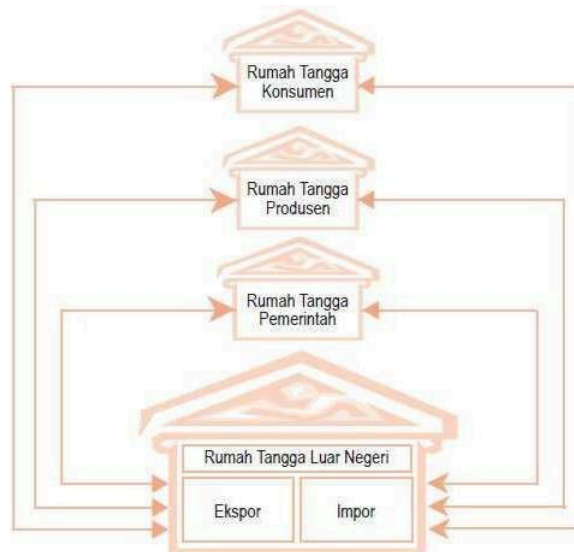 Rumah Tangga
Konsumen
Rumah Tangga
Produsen
Rumah Tangga
Pemerintah
Rumah Tangga Luar Negeri
Ekspor
Impor